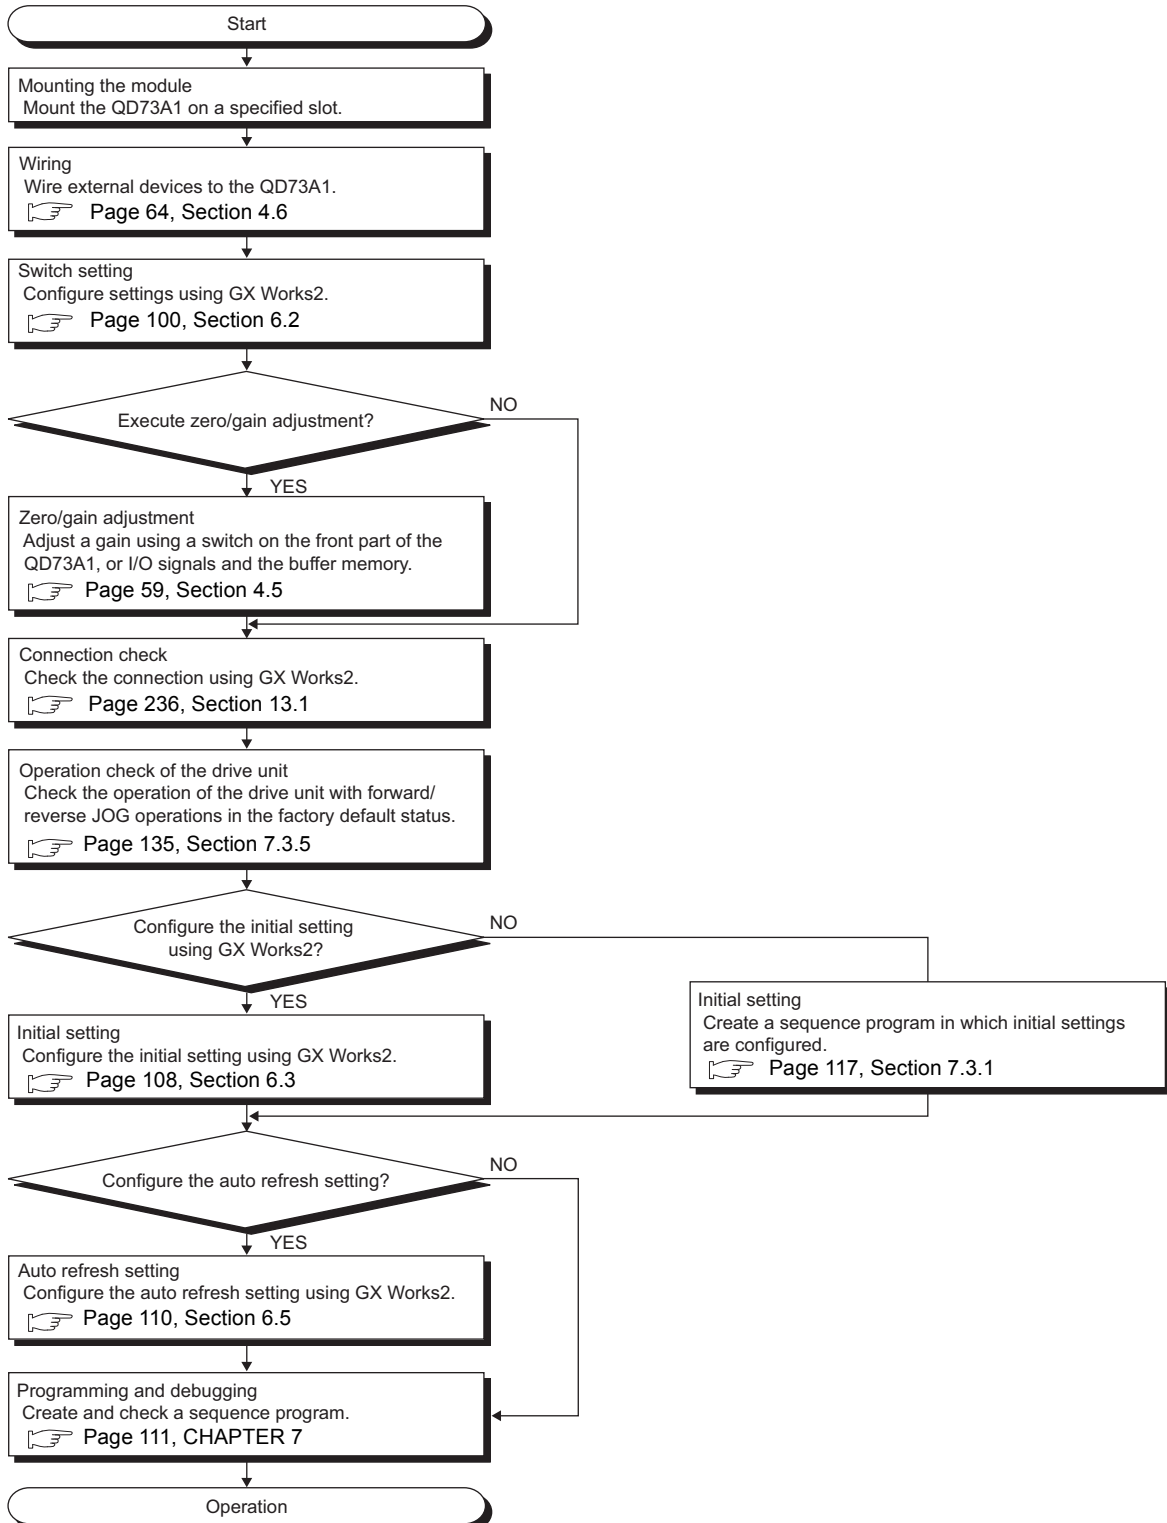 Start
Mounting the module
Mount the QD73A1 on a specified slot.
Wiring
Wire external devices to the QD73A1.
Page 64, Section 4.6
Switch setting
Configure settings using GX Works2.
Page 100, Section 6.2
Execute zero/gain adjustment?
NO
YES
Zero/gain adjustment
Adjust a gain using a switch on the front part of the
QD73A1, or I/O signals and the buffer memory.
Page 59, Section 4.5
Connection check
Check the connection using GX Works2.
Page 236, Section 13.1
Operation check of the drive unit
Check the operation of the drive unit with forward/
reverse JOG operations in the factory default status.
Page 135, Section 7.3.5
Configure the initial setting
using GX Works2?
NO
YES
Initial setting
Configure the initial setting using GX Works2.
Page 108, Section 6.3
Initial setting
Create a sequence program in which initial settings
are configured.
Page 117, Section 7.3.1
Configure the auto refresh setting?
NO
YES
Auto refresh setting
Configure the auto refresh setting using GX Works2.
Page 110, Section 6.5
Programming and debugging
Create and check a sequence program.
Page 111, CHAPTER 7
Operation